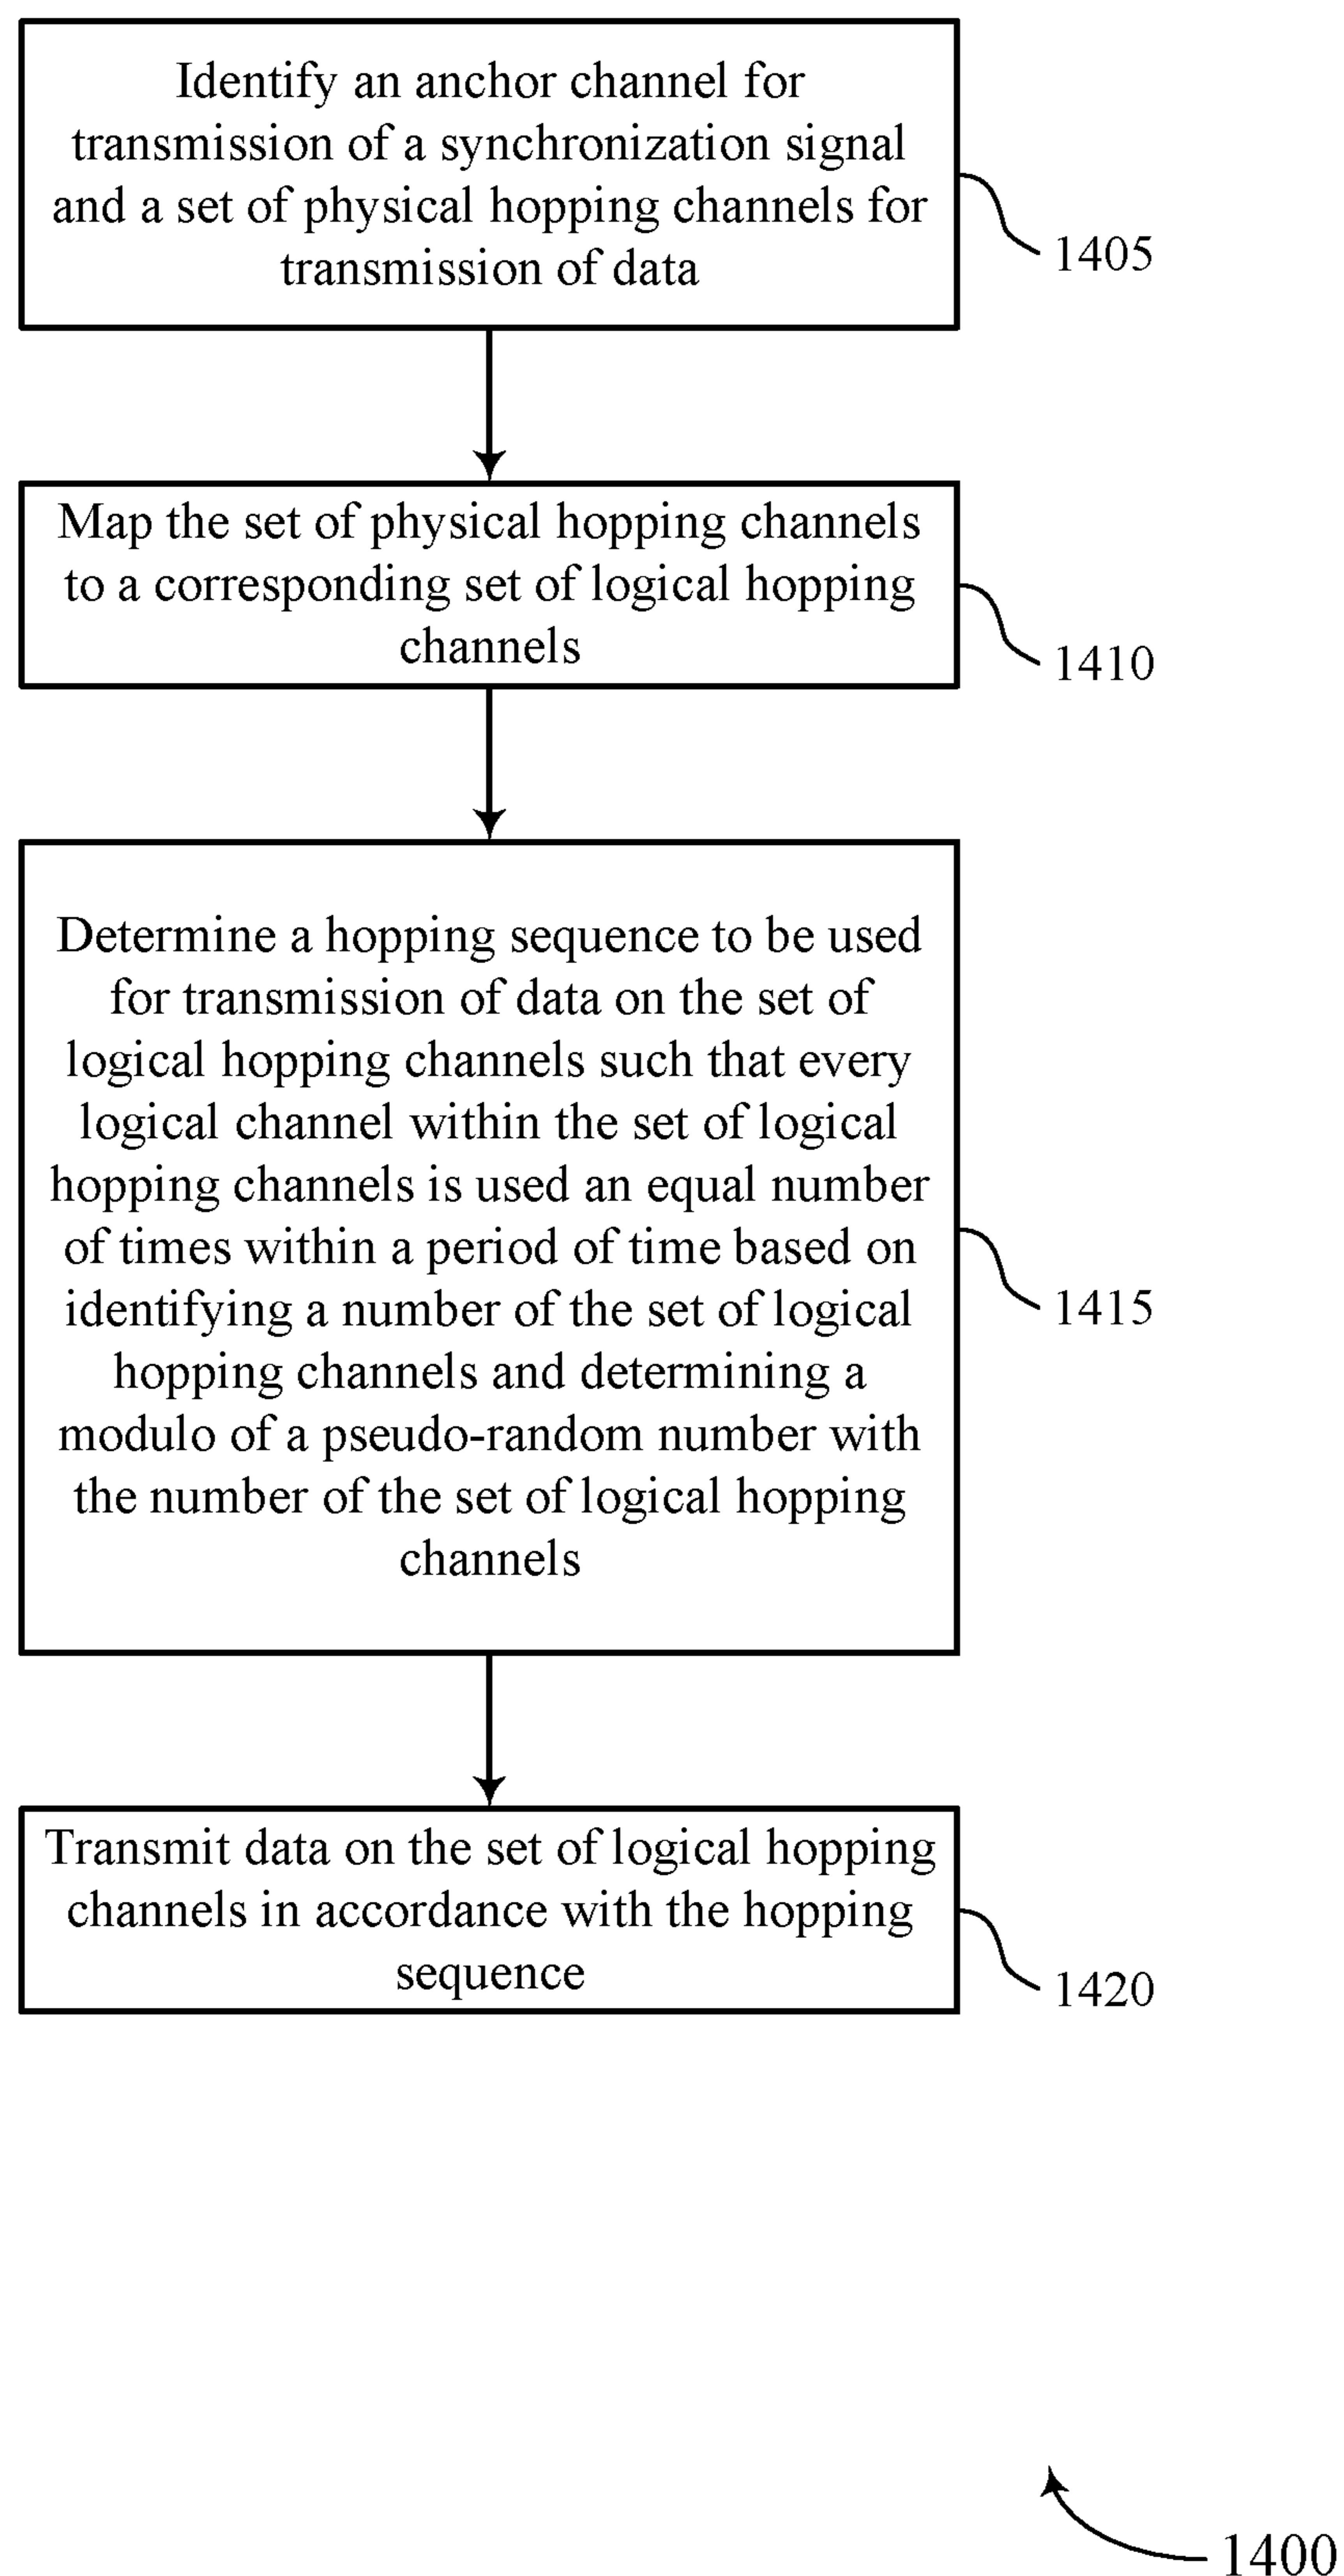 Identify an anchor channel for
transmission of a synchronization signal
and a set of physical hopping channels for
transmission of data
1405
Map the set of physical hopping channels
to a corresponding set of logical hopping
channels
1410
Determine a hopping sequence to be used
for transmission of data on the set of
logical hopping channels such that every
logical channel within the set of logical
hopping channels is used an equal number
of times within a period of time based on
identifying a number of the set of logical
hopping channels and determining a
modulo of a pseudo-random number with
the number of the set of logical hopping
channels
1415
Transmit data on the set of logical hopping
channels in accordance with the hopping
sequence
1420
1400